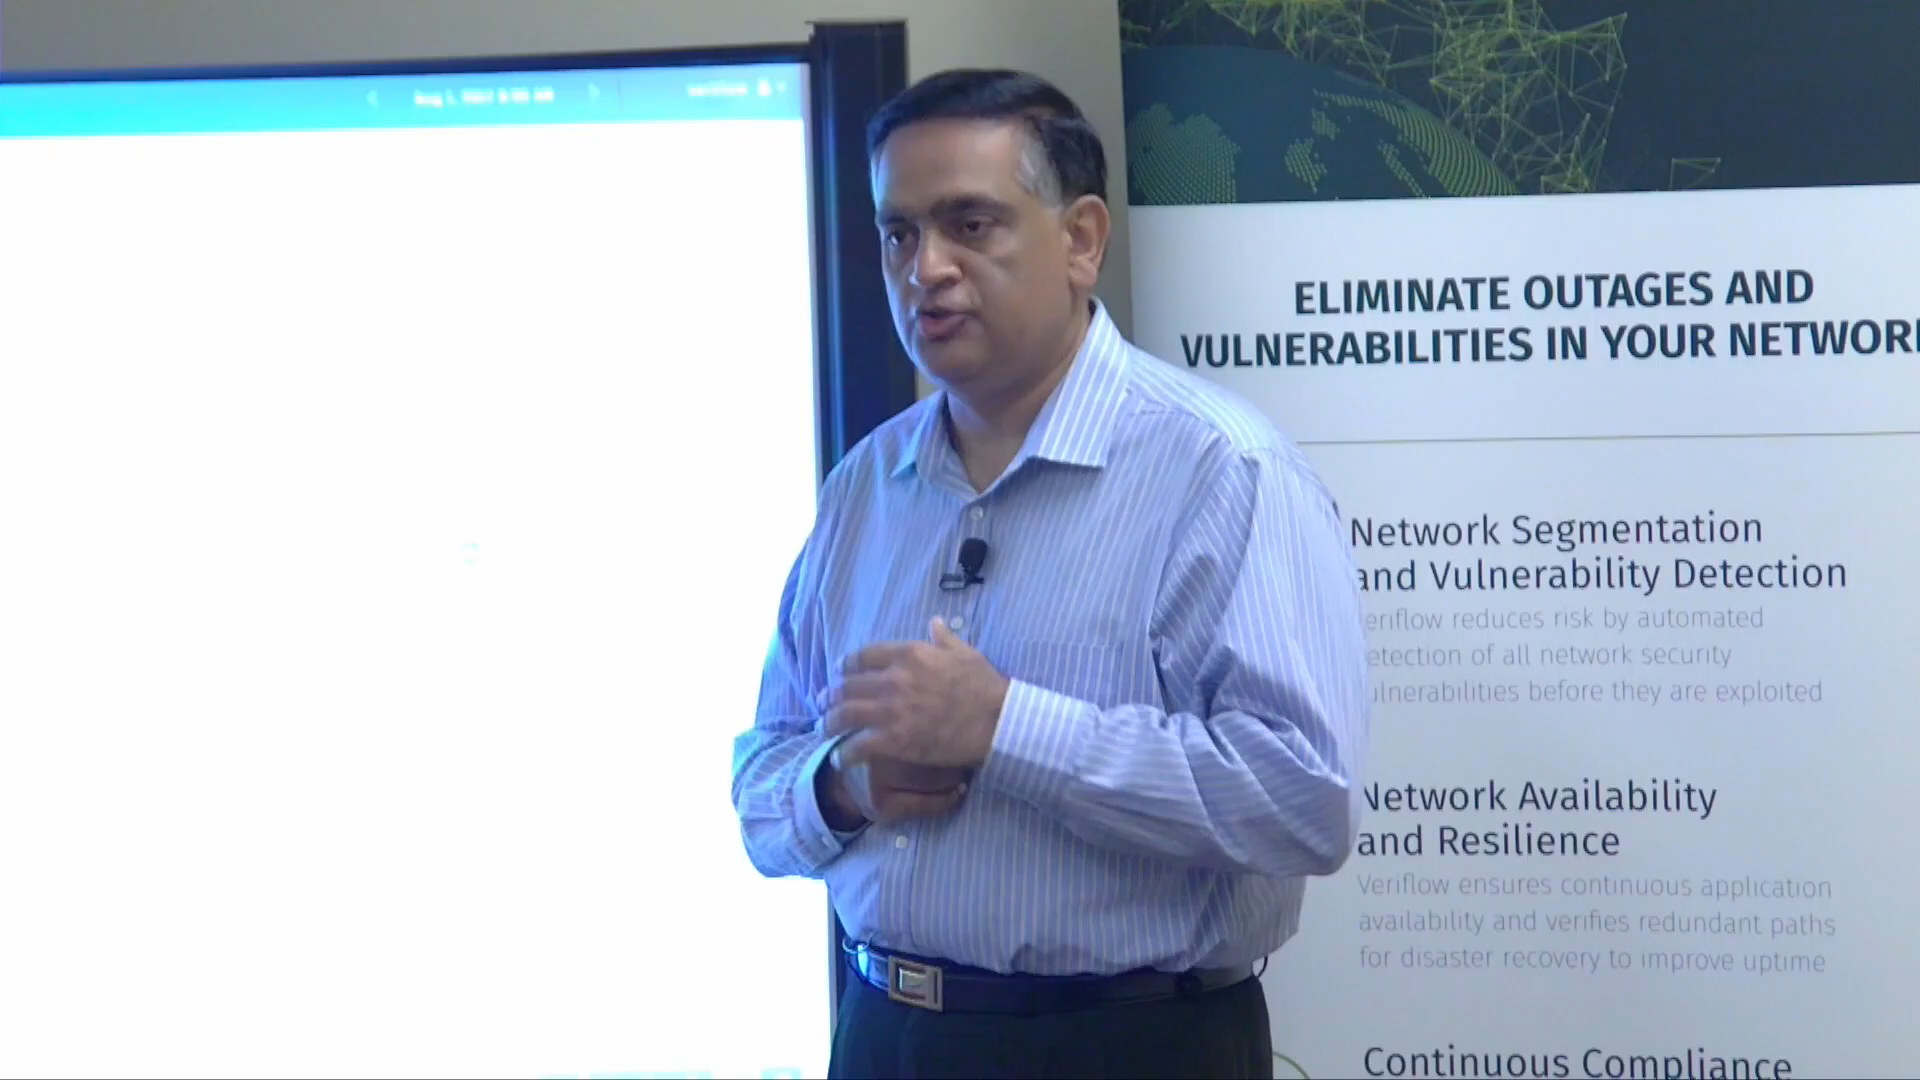 ELIMINATE OUTAGES AND
VULNERABILITIES IN YOUR NETWORK
Network Segmentation
and Vulnerability Detection
eriflow reduces risk by automated
etection of all network security
ulnerabilities before they are exploited
Network Availability
and Resilience
Veriflow ensures continuous application
availability and verifies redundant paths
for disaster recovery to improve uptime
Continuous Compliance